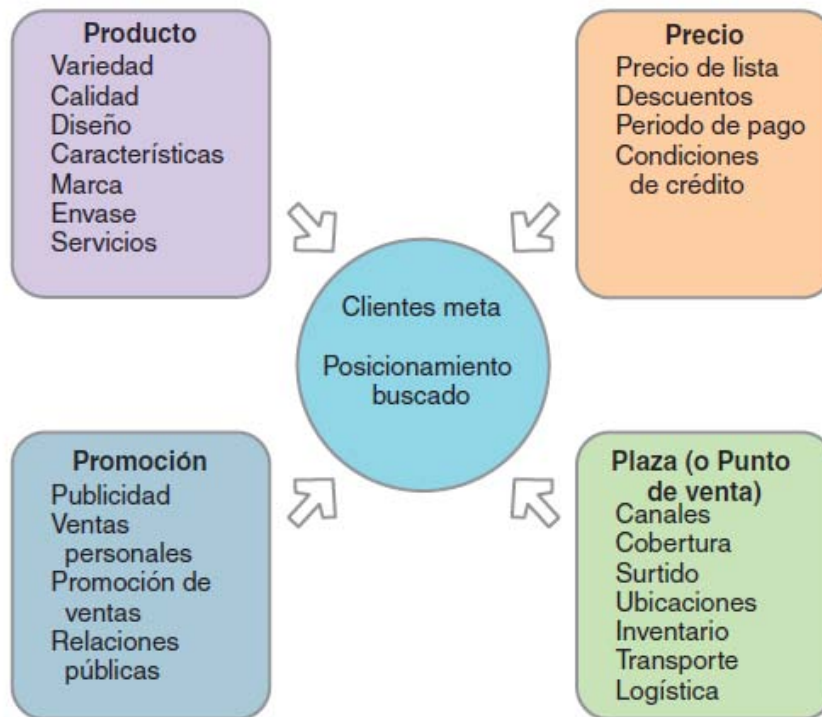 Producto
Variedad
Calidad
Diseño
Características
Marca
Envase
Servicios
Precio
Precio de lista
Descuentos
Periodo de pago
Condiciones
de crédito
Clientes meta
Posicionamiento
buscado
Promoción
Publicidad
Ventas
personales
Promoción de
ventas
Relaciones
públicas
Plaza (o Punto
de venta)
Canales
Cobertura
Surtido
Ubicaciones
Inventario
Transporte
Logística